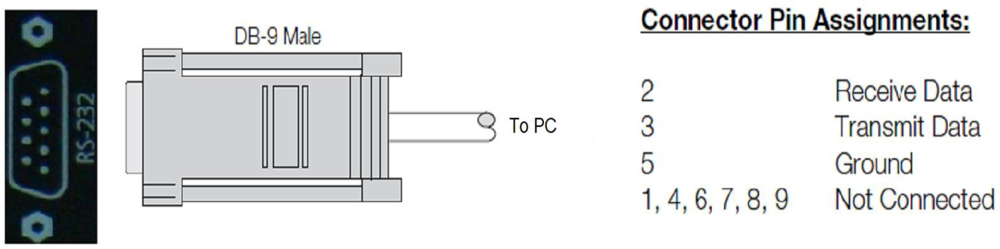 RS-232
DB-9 Male
To PC
Connector Pin Assignments:
2 Receive Data
3 Transmit Data
5 Ground
1, 4, 6, 7, 8, 9 Not Connected